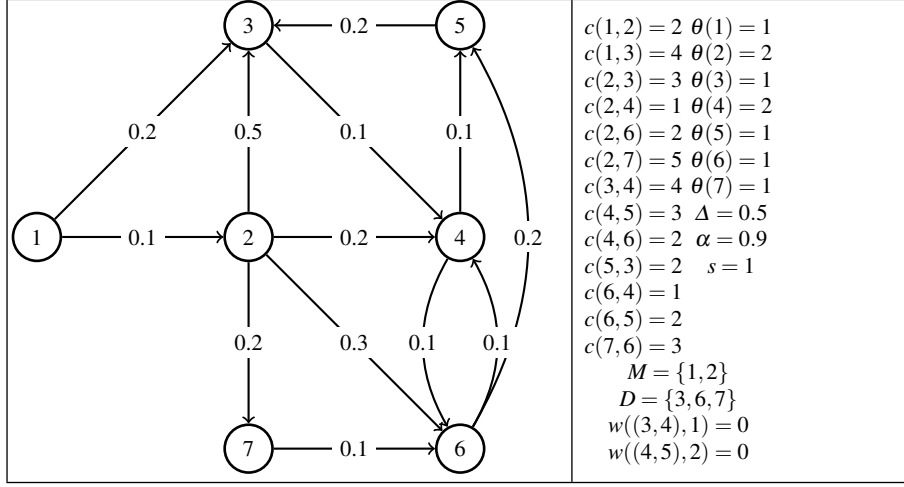 3
0.2
5
0.2
0.5
0.1
0.1
1
0.1
2
0.2
4
0.2
0.2
0.3
0.1
0.1
7
0.1
6
c(1,2) = 2 θ(1) = 1
c(1,3) = 4 θ(2) = 2
c(2,3) = 3 θ(3) = 1
c(2,4) = 1 θ(4) = 2
c(2,6) = 2 θ(5) = 1
c(2,7) = 5 θ(6) = 1
c(3,4) = 4 θ(7) = 1
c(4,5) = 3 Δ = 0.5
c(4,6) = 2 α = 0.9
c(5,3) = 2 s = 1
c(6,4) = 1
c(6,5) = 2
c(7,6) = 3
M = {1,2}
D = {3,6,7}
w((3,4),1) = 0
w((4,5),2) = 0